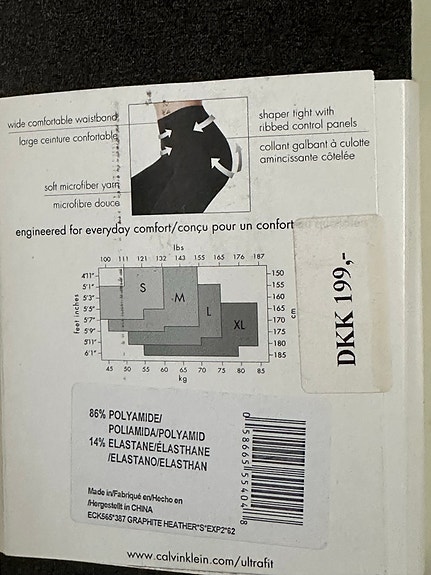 wide comfortable waistband
large ceinture confortable
shaper tight with
ribbed control panels
collant galbant à culotte
amincissante côtelée
soft microfiber yarn
microfibre douce
engineered for everyday comfort/conçu pour un confort
lbs
100 111 121 132 143 155 165 176 187
4'11"
5'1"
5'3"
5'5"
5'7"
5'9"
5'11"
6'1"
feet inches
S
M
L
XL
150
155
160
165
170
175
180
185
cm
45 50 55 60 65 70 75 80 85
kg
DKK 199,-
86% POLYAMIDE/
POLIAMIDA/POLYAMID
14% ELASTANE/ÉLASTHANE
/ELASTANO/ELASTHAN
Made in/Fabriqué en/Hecho en
/Hergestellt in CHINA
ECK565*387 GRAPHITE HEATHER*S*EXP2*62
0 58665 55404 8
www.calvinklein.com/ultrafit